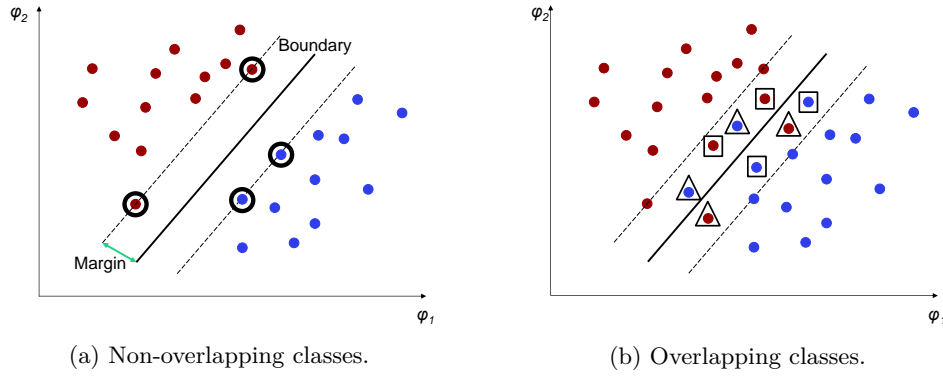 φ2
Boundary
Margin
φ1
(a) Non-overlapping classes.
φ2
φ1
(b) Overlapping classes.